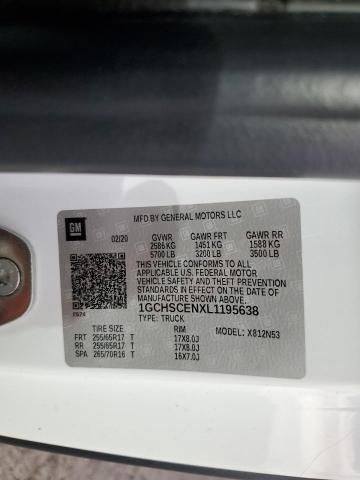 GM
MFD.BY GENERAL MOTORS LLC
02/20 GVWR GAWR FRT GAWR RR
2586 KG 1451 KG 1588 KG
5700 LB 3200 LB 3500 LB
THIS VEHICLE CONFORMS TO ALL
APPLICABLE U.S. FEDERAL MOTOR
VEHICLE SAFETY AND THEFT PREVENTION
STANDARDS IN EFFECT ON THE DATE OF
MANUFACTURE SHOWN ABOVE.
1GCHSCENXL1195638
TYPE: TRUCK
MODEL: X812N53
TIRE SIZE RIM
FRT 255/65R17 T 17X8.0J
RR 255/65R17 T 17X8.0J
SPA 265/70R16 T 16X7.0J